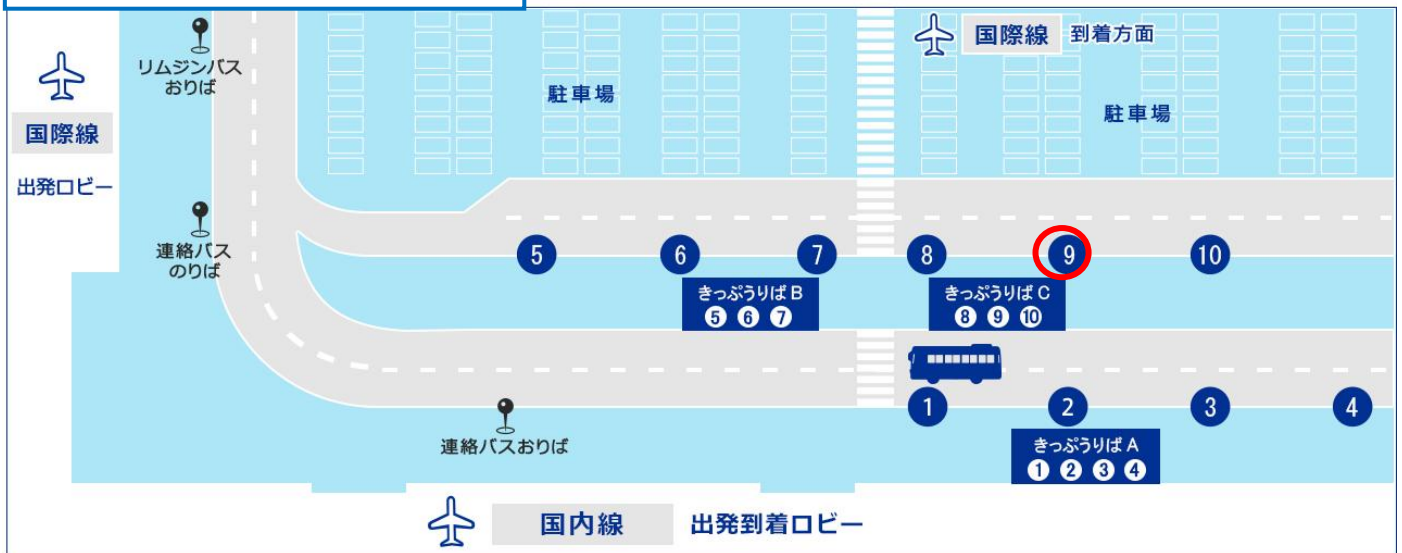 リムジンバス
おりば
国際線
出発ロビー
連絡バス
のりば
駐車場
国際線 到着方面
駐車場
5 6 7 8 9 10
きっぷうりば B
5 6 7
きっぷうりば C
8 9 10
1 2 3 4
連絡バスおりば
きっぷうりば A
1 2 3 4
国内線 出発到着ロビー